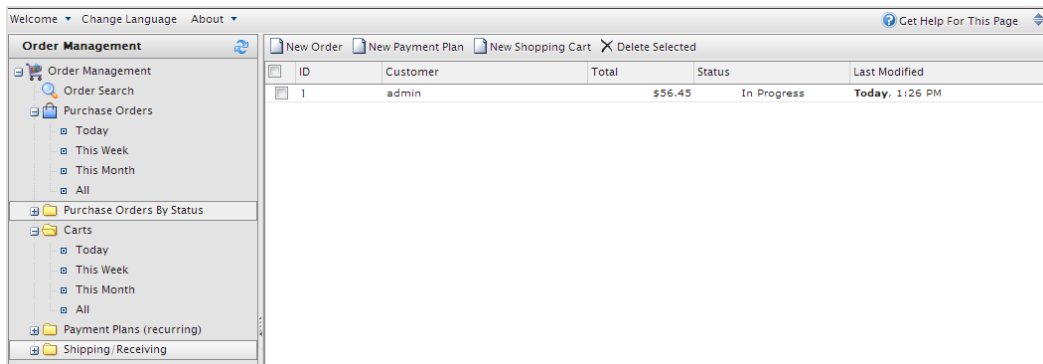 Welcome Change Language About Get Help For This Page
Order Management
New Order New Payment Plan New Shopping Cart Delete Selected
ID Customer Total Status Last Modified
1 admin $56.45 In Progress Today, 1:26 PM
Order Management
Order Search
Purchase Orders
Today
This Week
This Month
All
Purchase Orders By Status
Carts
Today
This Week
This Month
All
Payment Plans (recurring)
Shipping/Receiving